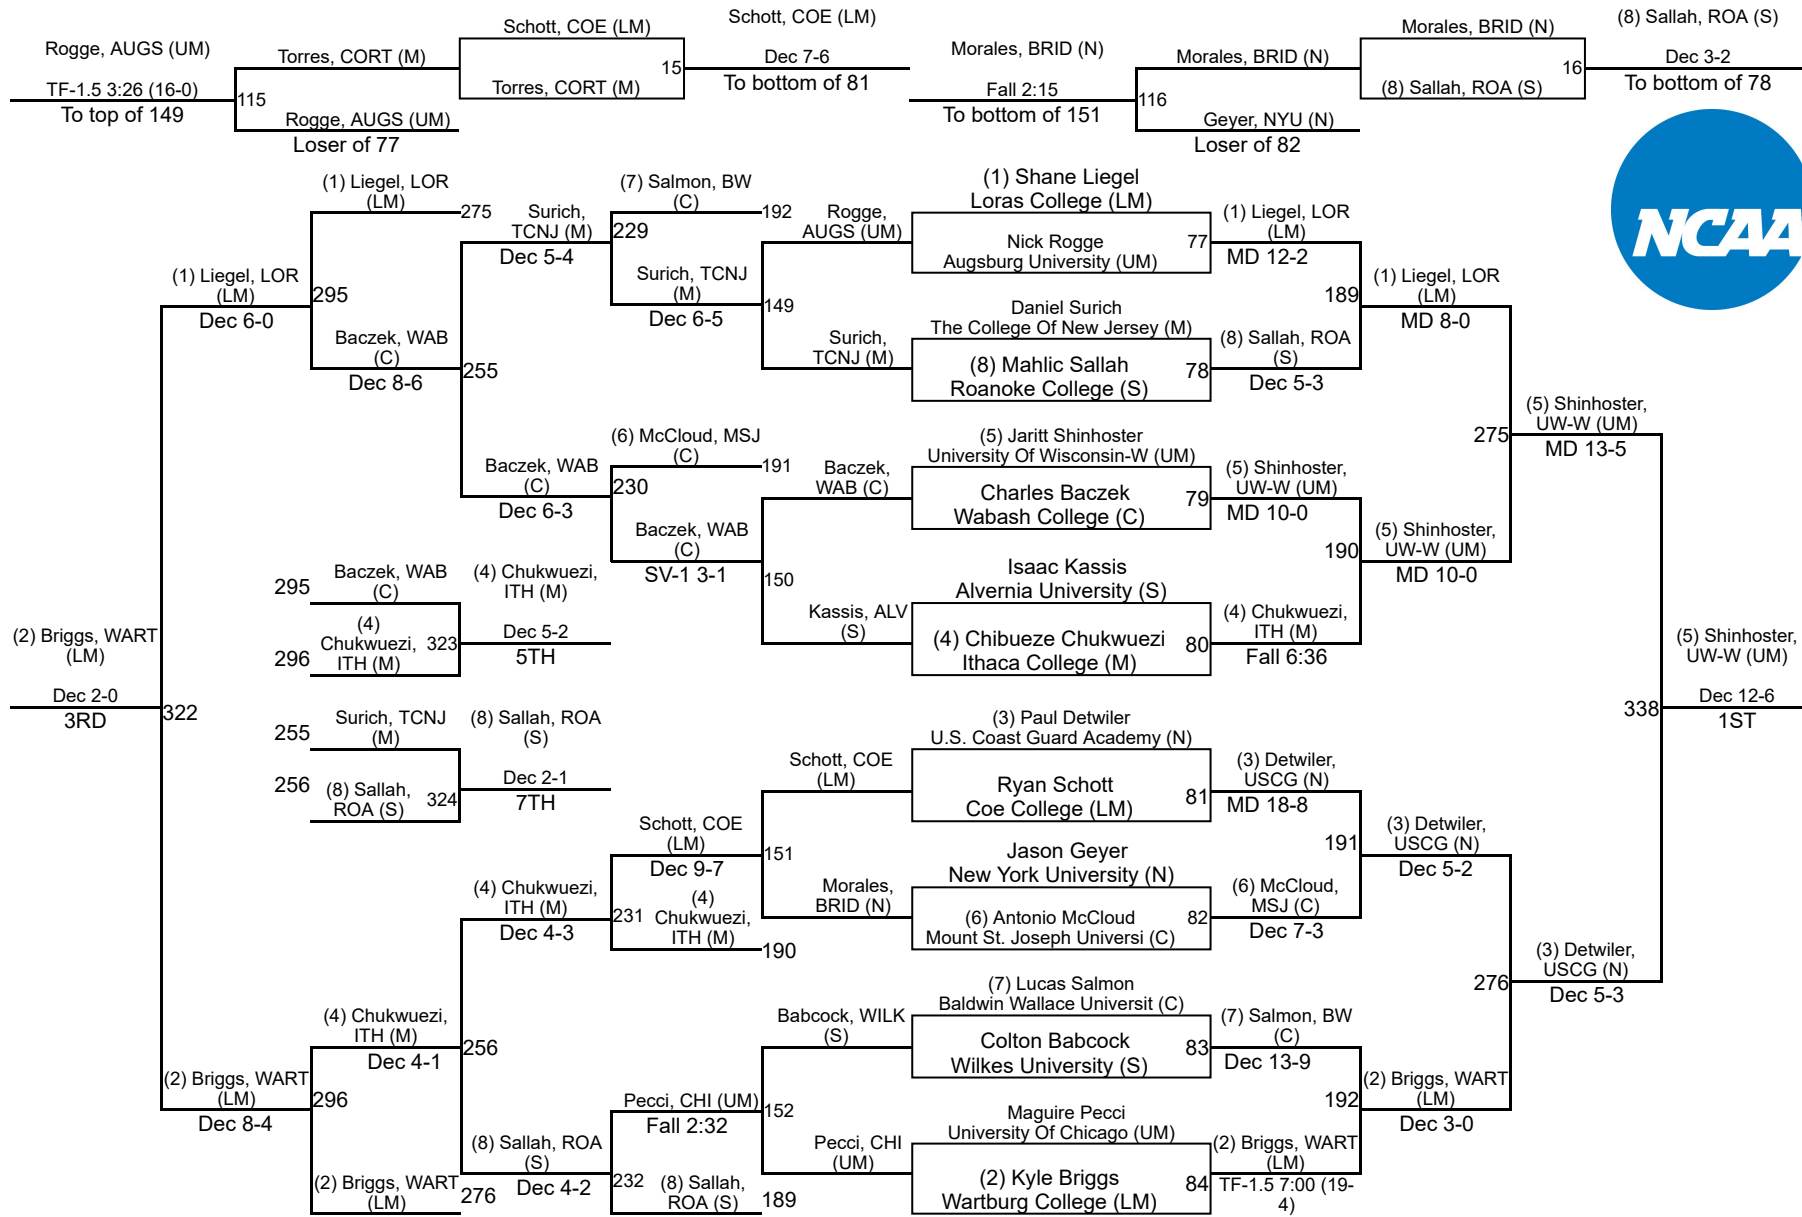 Rogge, AUGS (UM)
TF-1.5 3:26 (16-0)
To top of 149
115
Torres, CORT (M)
Rogge, AUGS (UM)
Loser of 77
Schott, COE (LM)
Torres, CORT (M)
15
Schott, COE (LM)
Dec 7-6
To bottom of 81
Morales, BRID (N)
Fall 2:15
To bottom of 151
116
Morales, BRID (N)
Geyer, NYU (N)
Loser of 82
Morales, BRID (N)
(8) Sallah, ROA (S)
16
(8) Sallah, ROA (S)
Dec 3-2
To bottom of 78
NCAA
(1) Shane Liegel
Loras College (LM)
Nick Rogge
Augsburg University (UM)
77
Daniel Surich
The College Of New Jersey (M)
(8) Mahlic Sallah
Roanoke College (S)
78
(5) Jaritt Shinhoster
University Of Wisconsin-W (UM)
Charles Baczek
Wabash College (C)
79
Isaac Kassis
Alvernia University (S)
(4) Chibueze Chukwuezi
Ithaca College (M)
80
(3) Paul Detwiler
U.S. Coast Guard Academy (N)
Ryan Schott
Coe College (LM)
81
Jason Geyer
New York University (N)
(6) Antonio McCloud
Mount St. Joseph Universi (C)
82
(7) Lucas Salmon
Baldwin Wallace Universit (C)
Colton Babcock
Wilkes University (S)
83
Maguire Pecci
University Of Chicago (UM)
(2) Kyle Briggs
Wartburg College (LM)
84
(1) Liegel, LOR
(LM)
MD 12-2
(8) Sallah, ROA
(S)
Dec 5-3
189
(5) Shinhoster,
UW-W (UM)
MD 10-0
(4) Chukwuezi,
ITH (M)
Fall 6:36
190
(3) Detwiler,
USCG (N)
MD 18-8
(6) McCloud,
MSJ (C)
Dec 7-3
191
(7) Salmon, BW
(C)
Dec 13-9
(2) Briggs, WART
(LM)
TF-1.5 7:00 (19-
4)
192
(1) Liegel, LOR
(LM)
MD 8-0
(5) Shinhoster,
UW-W (UM)
MD 10-0
275
(3) Detwiler,
USCG (N)
Dec 5-2
(2) Briggs, WART
(LM)
Dec 3-0
276
(5) Shinhoster,
UW-W (UM)
MD 13-5
(3) Detwiler,
USCG (N)
Dec 5-3
338
(5) Shinhoster,
UW-W (UM)
Dec 12-6
1ST
Rogge,
AUGS (UM)
Surich,
TCNJ (M)
149
Baczek,
WAB (C)
Kassis, ALV
(S)
150
Schott, COE
(LM)
Morales,
BRID (N)
151
Babcock, WILK
(S)
Pecci, CHI
(UM)
152
(7) Salmon, BW
(C)
192
Surich, TCNJ
(M)
Dec 6-5
229
(6) McCloud, MSJ
(C)
191
Baczek, WAB
(C)
SV-1 3-1
230
Schott, COE
(LM)
Dec 9-7
(4)
Chukwuezi,
ITH (M)
190
231
Pecci, CHI (UM)
Fall 2:32
(8) Sallah,
ROA (S)
189
232
Surich,
TCNJ (M)
Dec 5-4
Baczek, WAB
(C)
Dec 6-3
255
(4) Chukwuezi,
ITH (M)
Dec 4-3
(8) Sallah, ROA
(S)
Dec 4-2
256
(1) Liegel, LOR
(LM)
275
Baczek, WAB
(C)
Dec 8-6
295
(4) Chukwuezi,
ITH (M)
Dec 4-1
(2) Briggs, WART
(LM)
276
296
(1) Liegel, LOR
(LM)
Dec 6-0
(2) Briggs, WART
(LM)
Dec 8-4
322
(2) Briggs, WART
(LM)
Dec 2-0
3RD
295
Baczek, WAB
(C)
296
(4)
Chukwuezi,
ITH (M)
323
(4) Chukwuezi,
ITH (M)
Dec 5-2
5TH
255
Surich, TCNJ
(M)
256
(8) Sallah,
ROA (S)
324
(8) Sallah, ROA
(S)
Dec 2-1
7TH